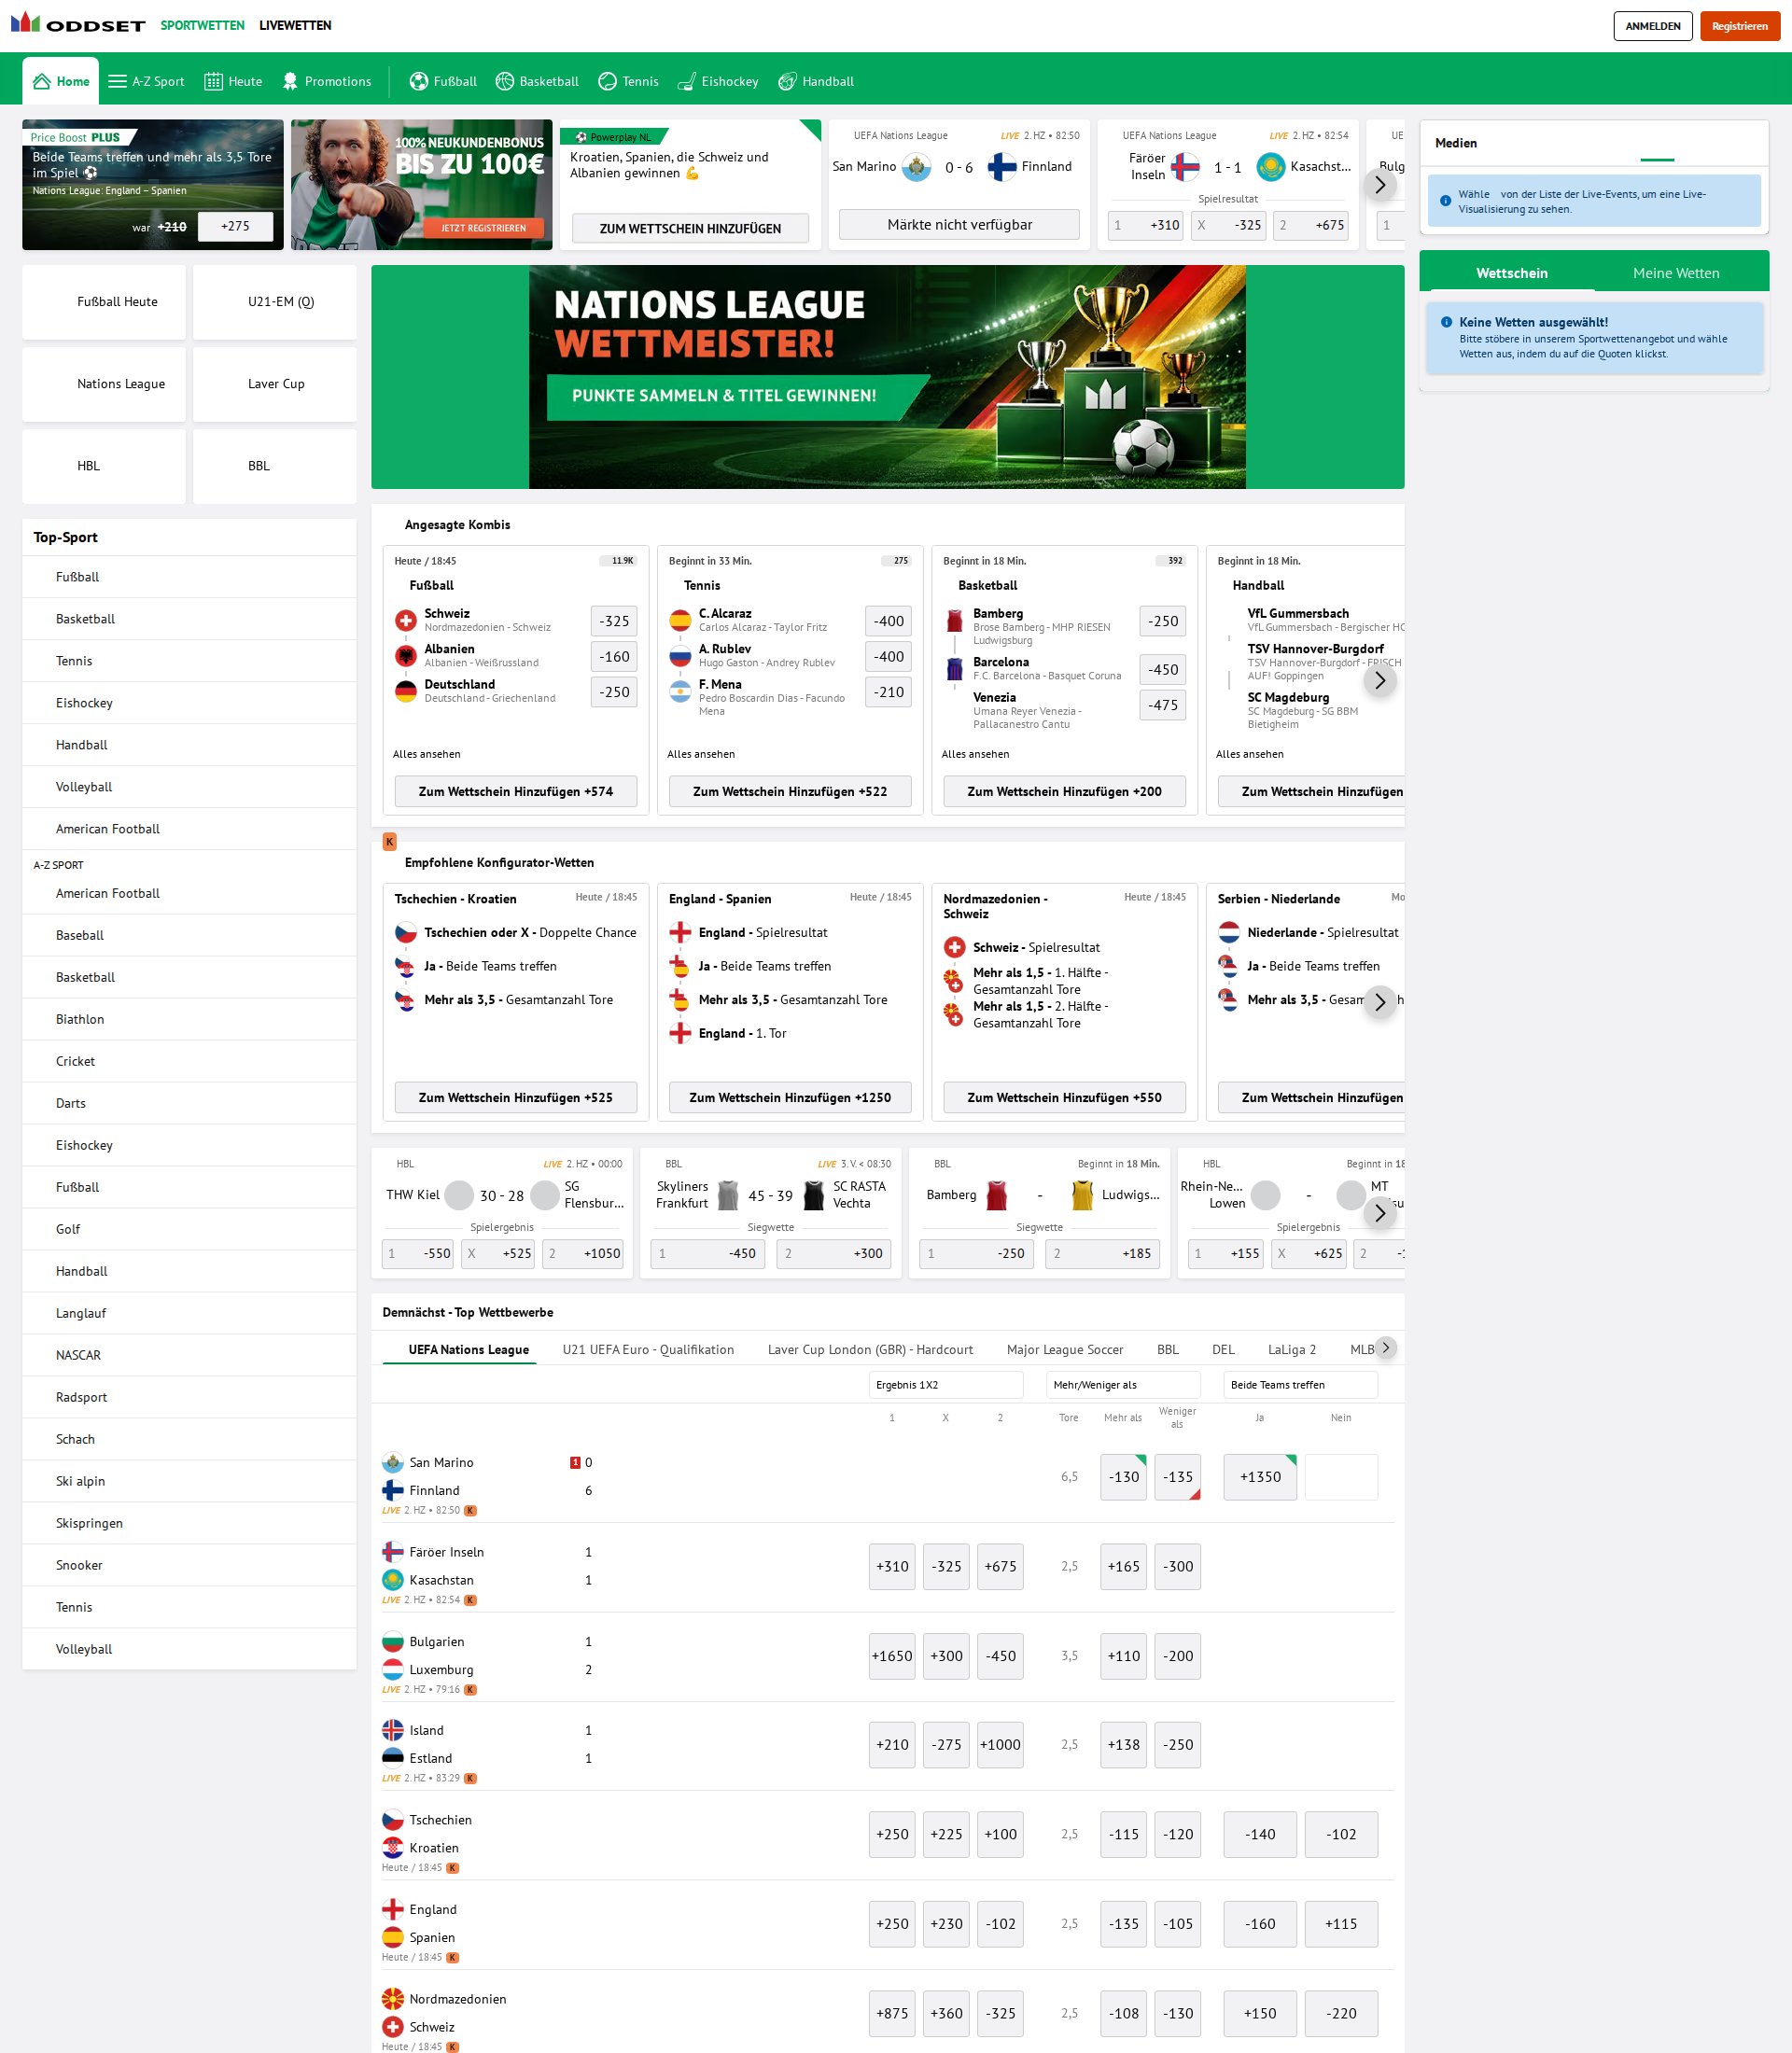 ODDSET SPORTWETTEN LIVEWETTEN ANMELDEN Registrieren
Home A-Z Sport Heute Promotions Fußball Basketball Tennis Eishockey Handball
Price Boost PLUS
Beide Teams treffen und mehr als 3,5 Tore
im Spiel ⚽
Nations League: England – Spanien
war +210 +275
100% NEUKUNDENBONUS
BIS ZU 100€
JETZT REGISTRIEREN
⚽ Powerplay NL
Kroatien, Spanien, die Schweiz und
Albanien gewinnen 💪
ZUM WETTSCHEIN HINZUFÜGEN
UEFA Nations League LIVE 2. HZ • 82:50
San Marino 0 - 6 Finnland
Märkte nicht verfügbar
UEFA Nations League LIVE 2. HZ • 82:54
Färöer
Inseln 1 - 1 Kasachst...
Spielresultat
1 +310 X -325 2 +675
UE
Bulg
1
Medien
Wähle von der Liste der Live-Events, um eine Live-
Visualisierung zu sehen.
Wettschein Meine Wetten
Keine Wetten ausgewählt!
Bitte stöbere in unserem Sportwettenangebot und wähle
Wetten aus, indem du auf die Quoten klickst.
Fußball Heute U21-EM (Q)
Nations League Laver Cup
HBL BBL
Top-Sport
Fußball
Basketball
Tennis
Eishockey
Handball
Volleyball
American Football
A-Z SPORT
American Football
Baseball
Basketball
Biathlon
Cricket
Darts
Eishockey
Fußball
Golf
Handball
Langlauf
NASCAR
Radsport
Schach
Ski alpin
Skispringen
Snooker
Tennis
Volleyball
NATIONS LEAGUE
WETTMEISTER!
PUNKTE SAMMELN & TITEL GEWINNEN!
Angesagte Kombis
Heute / 18:45 11.9K
Fußball
Schweiz -325
Nordmazedonien - Schweiz
Albanien -160
Albanien - Weißrussland
Deutschland -250
Deutschland - Griechenland
Alles ansehen
Zum Wettschein Hinzufügen +574
Beginnt in 33 Min. 275
Tennis
C. Alcaraz -400
Carlos Alcaraz - Taylor Fritz
A. Rublev -400
Hugo Gaston - Andrey Rublev
F. Mena -210
Pedro Boscardin Dias - Facundo
Mena
Alles ansehen
Zum Wettschein Hinzufügen +522
Beginnt in 18 Min. 392
Basketball
Bamberg -250
Brose Bamberg - MHP RIESEN
Ludwigsburg
Barcelona -450
F.C. Barcelona - Basquet Coruna
Venezia -475
Umana Reyer Venezia -
Pallacanestro Cantu
Alles ansehen
Zum Wettschein Hinzufügen +200
Beginnt in 18 Min.
Handball
VfL Gummersbach
VfL Gummersbach - Bergischer HC
TSV Hannover-Burgdorf
TSV Hannover-Burgdorf - FRISCH
AUF! Goppingen
SC Magdeburg
SC Magdeburg - SG BBM
Bietigheim
Alles ansehen
Zum Wettschein Hinzufügen
K
Empfohlene Konfigurator-Wetten
Tschechien - Kroatien Heute / 18:45
Tschechien oder X - Doppelte Chance
Ja - Beide Teams treffen
Mehr als 3,5 - Gesamtanzahl Tore
Zum Wettschein Hinzufügen +525
England - Spanien Heute / 18:45
England - Spielresultat
Ja - Beide Teams treffen
Mehr als 3,5 - Gesamtanzahl Tore
England - 1. Tor
Zum Wettschein Hinzufügen +1250
Nordmazedonien - Heute / 18:45
Schweiz
Schweiz - Spielresultat
Mehr als 1,5 - 1. Hälfte -
Gesamtanzahl Tore
Mehr als 1,5 - 2. Hälfte -
Gesamtanzahl Tore
Zum Wettschein Hinzufügen +550
Serbien - Niederlande Mo
Niederlande - Spielresultat
Ja - Beide Teams treffen
Mehr als 3,5 -
Zum Wettschein Hinzufügen
HBL LIVE 2. HZ • 00:00
THW Kiel 30 - 28 SG
Flensbur...
Spielergebnis
1 -550 X +525 2 +1050
BBL LIVE 3. V. < 08:30
Skyliners
Frankfurt 45 - 39 SC RASTA
Vechta
Siegwette
1 -450 2 +300
BBL Beginnt in 18 Min.
Bamberg - Ludwigs...
Siegwette
1 -250 2 +185
HBL Beginnt in 18
Rhein-Ne...
Lowen - MT
Spielergebnis
1 +155 X +625 2
Demnächst - Top Wettbewerbe
UEFA Nations League U21 UEFA Euro - Qualifikation Laver Cup London (GBR) - Hardcourt Major League Soccer BBL DEL LaLiga 2 MLB
Ergebnis 1X2 Mehr/Weniger als Beide Teams treffen
1 X 2 Tore Mehr als Weniger
als Ja Nein
San Marino 1 0
Finnland 6
LIVE 2. HZ • 82:50 K
6,5 -130 -135 +1350
Färöer Inseln 1
Kasachstan 1
LIVE 2. HZ • 82:54 K
+310 -325 +675 2,5 +165 -300
Bulgarien 1
Luxemburg 2
LIVE 2. HZ • 79:16 K
+1650 +300 -450 3,5 +110 -200
Island 1
Estland 1
LIVE 2. HZ • 83:29 K
+210 -275 +1000 2,5 +138 -250
Tschechien
Kroatien
Heute / 18:45 K
+250 +225 +100 2,5 -115 -120 -140 -102
England
Spanien
Heute / 18:45 K
+250 +230 -102 2,5 -135 -105 -160 +115
Nordmazedonien
Schweiz
Heute / 18:45 K
+875 +360 -325 2,5 -108 -130 +150 -220